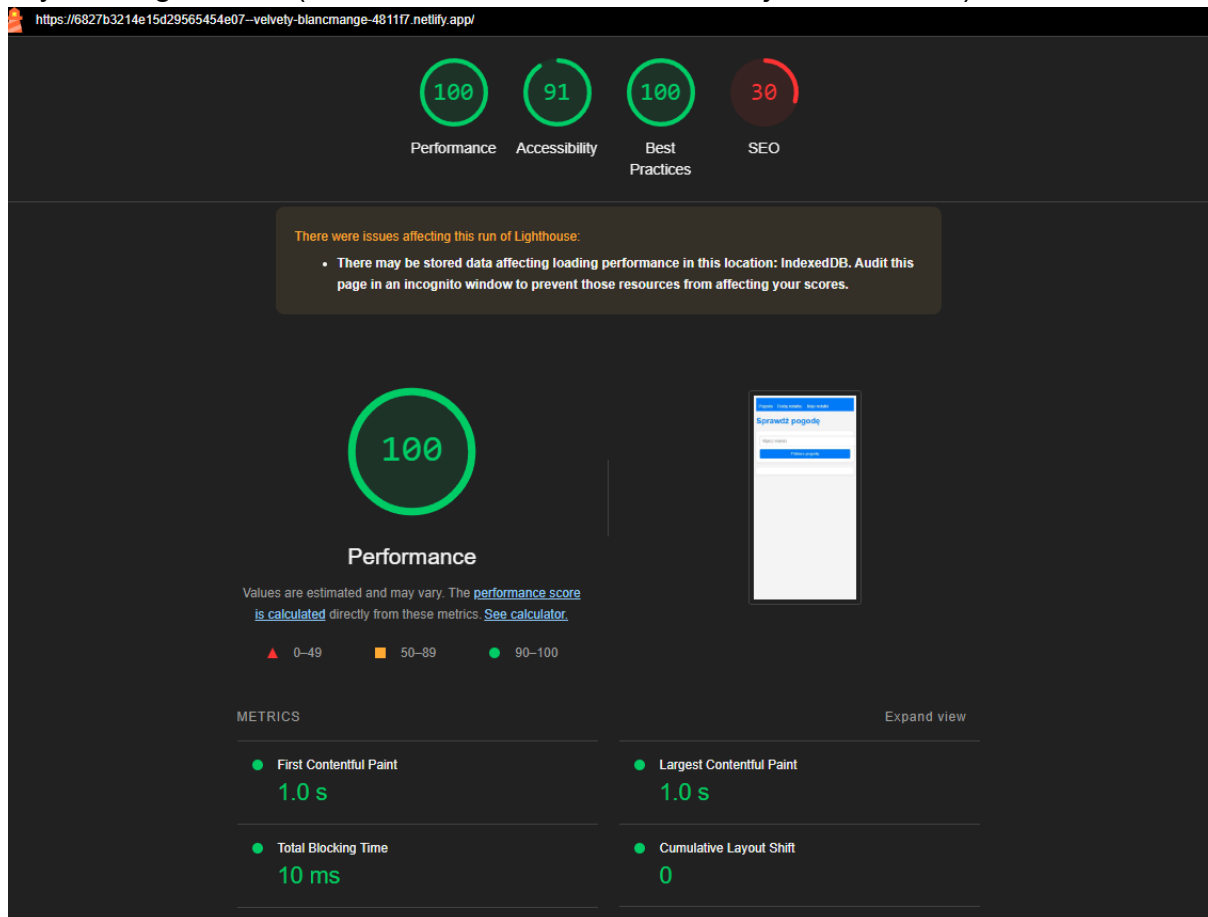 https://6827b3214e15d29565454e07--velvety-blancmange-4811f7.netlify.app/
100
91
100
30
Performance
Accessibility
Best
Practices
SEO
There were issues affecting this run of Lighthouse:
• There may be stored data affecting loading performance in this location: IndexedDB. Audit this
page in an incognito window to prevent those resources from affecting your scores.
100
Sprawdź pogodę
Performance
Values are estimated and may vary. The performance score
is calculated directly from these metrics. See calculator.
0–49
50–89
90–100
METRICS
Expand view
First Contentful Paint
1.0 s
Largest Contentful Paint
1.0 s
Total Blocking Time
10 ms
Cumulative Layout Shift
0